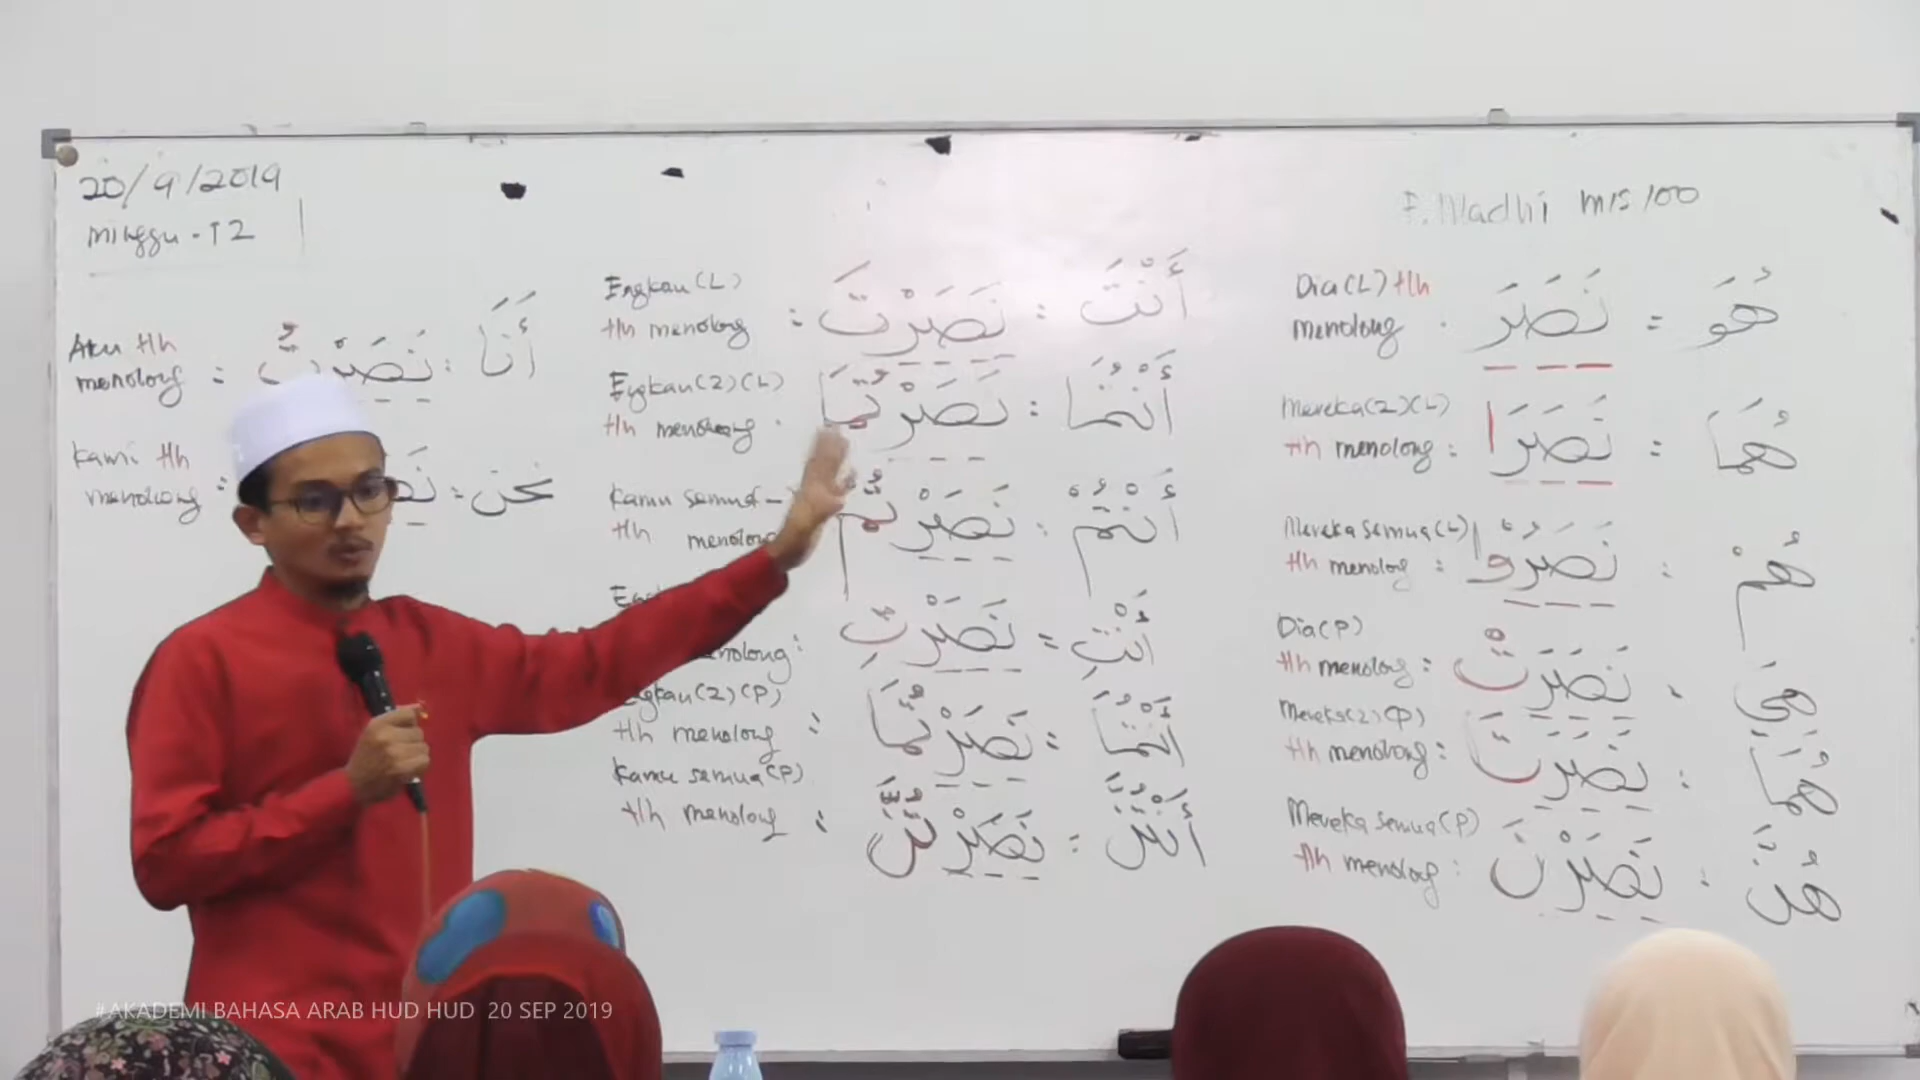 20/9/2019
minggu - 12
F. Madhi m/s 100
Dia(L) tlh
menolong
هُوَ = نَصَرَ
Mereka(2)(L)
tlh menolong :
هُمَا = نَصَرَا
Mereka semua(L)
tlh menolong :
هُمْ : نَصَرُوْا
Dia(P)
tlh menolong :
هِيَ : نَصَرَتْ
Mereka(2)(P)
tlh menolong :
هُمَا :
Mereka semua(P)
tlh menolong :
هُنَّ : نَصَرْنَ
Engkau(L)
tlh menolong :
أَنْتَ : نَصَرْتَ
Engkau(2)(L)
tlh menolong
أَنْتُمَا : نَصَرْتُمَا
Kamu semua
tlh menolong
أَنْتُمْ : نَصَرْتُمْ
menolong :
أَنْتِ = نَصَرْتِ
Engkau(2)(P)
tlh menolong :
أَنْتُمَا : نَصَرْتُمَا
Kamu semua(P)
tlh menolong :
أَنْتُنَّ : نَصَرْتُنَّ
Aku tlh
menolong :
أَنَا : نَصَرْتُ
Kami tlh
menolong :
نحن :
#AKADEMI BAHASA ARAB HUD HUD 20 SEP 2019